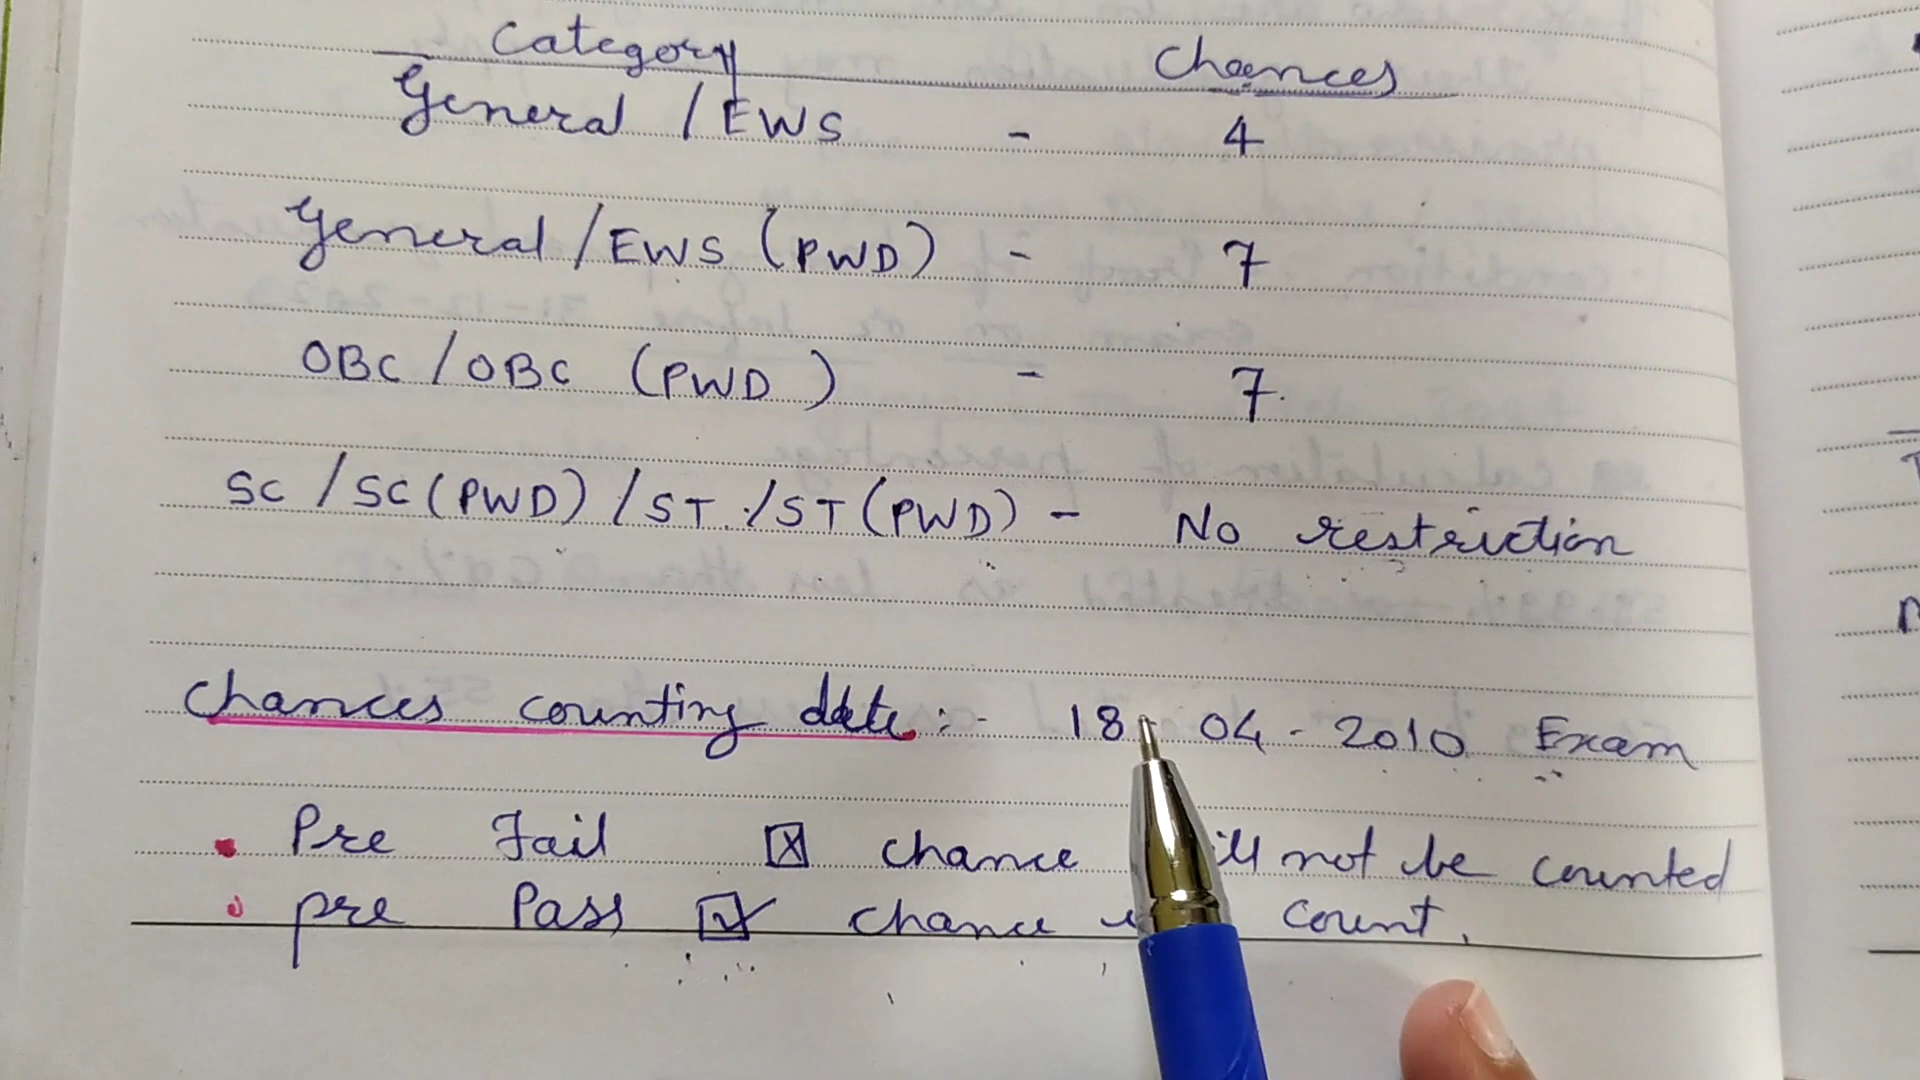 Category Chances
General / EWS - 4
General / EWS (PWD) - 7
OBC / OBC (PWD) - 7.
SC / SC (PWD) / ST / ST (PWD) - No restriction
Chances counting date :- 18- 04 - 2010 Exam
Pre Fail ☒ chance ill not be counted
Pre Pass ☑ chance count.